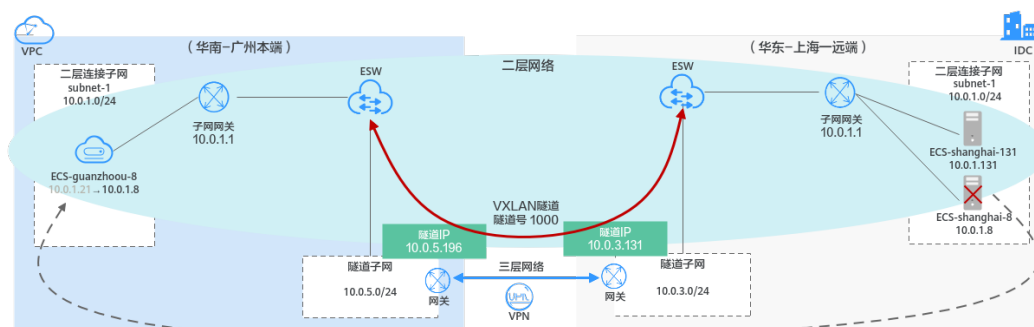 VPC
（华南-广州本端）
（华东-上海一远端）
IDC
二层网络
二层连接子网
subnet-1
10.0.1.0/24
ESW
ESW
二层连接子网
subnet-1
10.0.1.0/24
子网网关
10.0.1.1
子网网关
10.0.1.1
ECS-guanzhoou-8
10.0.1.21→10.0.1.8
ECS-shanghai-131
10.0.1.131
ECS-shanghai-8
10.0.1.8
VXLAN隧道
隧道号 1000
隧道IP
10.0.5.196
隧道IP
10.0.3.131
隧道子网
10.0.5.0/24
网关
三层网络
VPN
网关
隧道子网
10.0.3.0/24